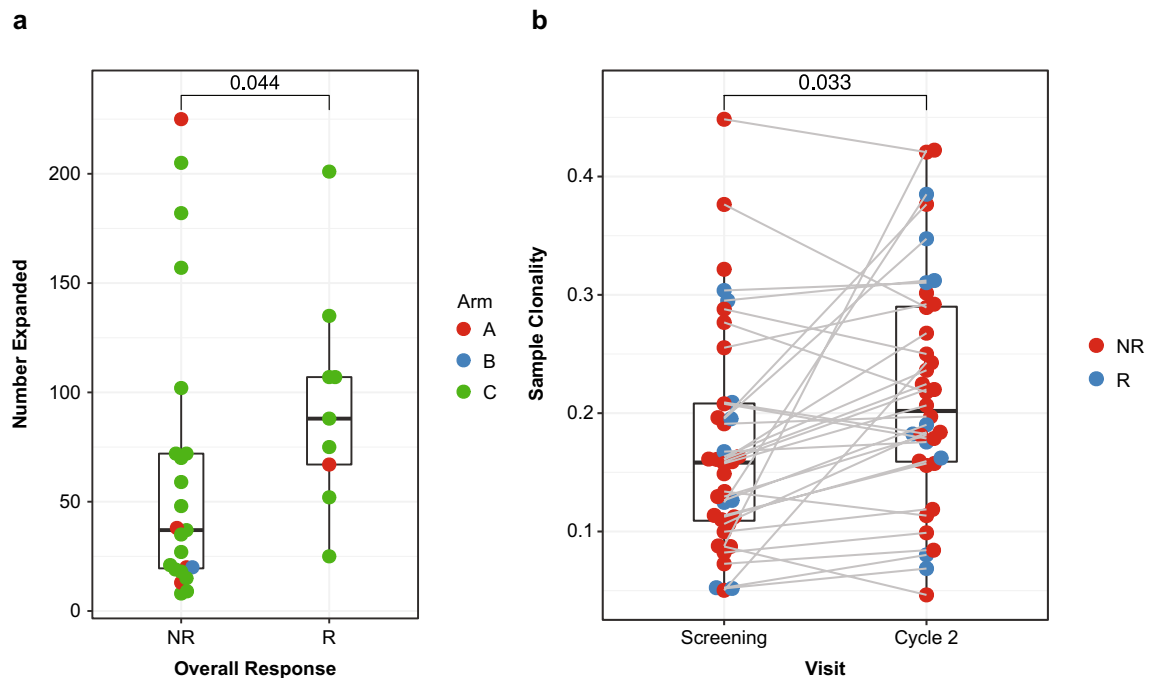 a
0.044
200
150
100
50
0
Number Expanded
NR
R
Overall Response
Arm
A
B
C
b
0.033
0.4
0.3
0.2
0.1
Sample Clonality
Screening
Cycle 2
Visit
NR
R